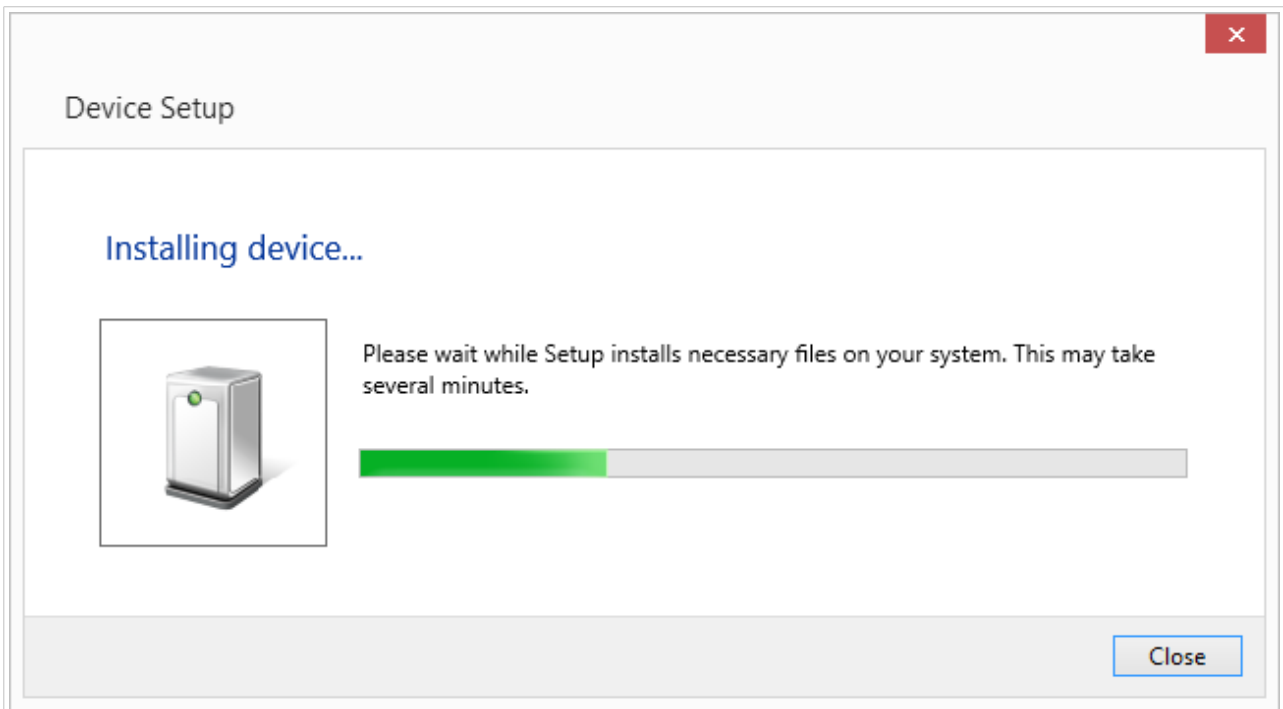 Device Setup
Installing device...
Please wait while Setup installs necessary files on your system. This may take
several minutes.
Close